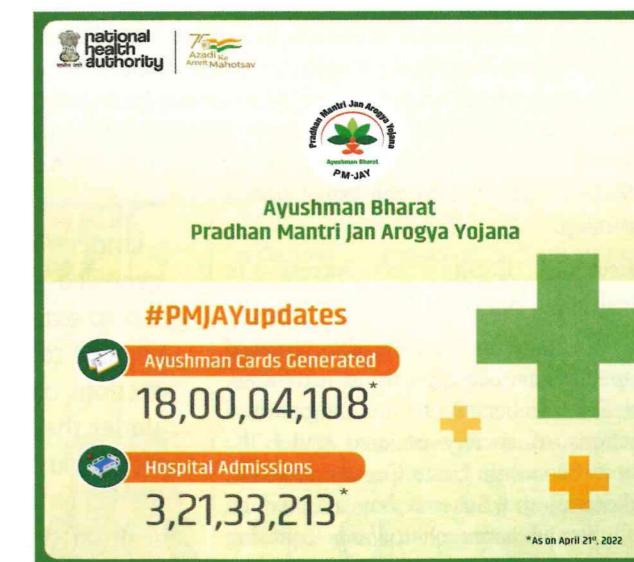 national
health
authority
Azadi Ka
Amrit Mahotsav
Pradhan Mantri Jan Arogya Yojana
Ayushman Bharat
PM-JAY
Ayushman Bharat
Pradhan Mantri Jan Arogya Yojana
#PMJAYupdates
Ayushman Cards Generated
18,00,04,108*
Hospital Admissions
3,21,33,213*
*As on April 21st, 2022